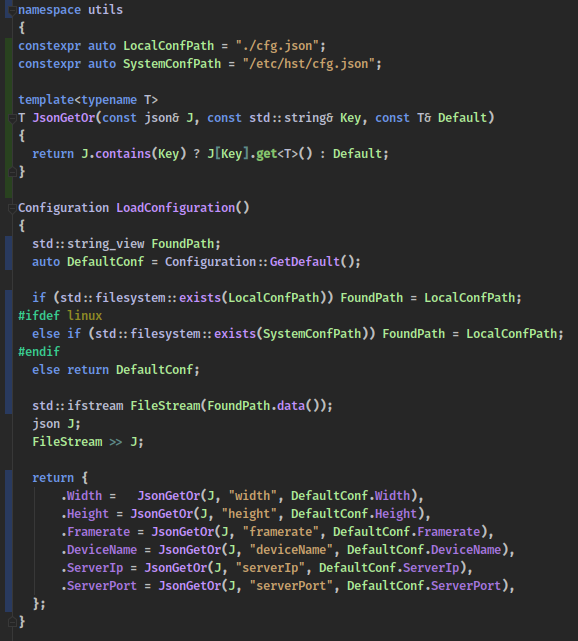 namespace utils
{
constexpr auto LocalConfPath = "./cfg.json";
constexpr auto SystemConfPath = "/etc/hst/cfg.json";
template<typename T>
T JsonGetOr(const json& J, const std::string& Key, const T& Default)
{
return J.contains(Key) ? J[Key].get<T>() : Default;
}
Configuration LoadConfiguration()
{
std::string_view FoundPath;
auto DefaultConf = Configuration::GetDefault();
if (std::filesystem::exists(LocalConfPath)) FoundPath = LocalConfPath;
#ifdef linux
else if (std::filesystem::exists(SystemConfPath)) FoundPath = LocalConfPath;
#endif
else return DefaultConf;
std::ifstream FileStream(FoundPath.data());
json J;
FileStream >> J;
return {
.Width =   JsonGetOr(J, "width", DefaultConf.Width),
.Height = JsonGetOr(J, "height", DefaultConf.Height),
.Framerate = JsonGetOr(J, "framerate", DefaultConf.Framerate),
.DeviceName = JsonGetOr(J, "deviceName", DefaultConf.DeviceName),
.ServerIp = JsonGetOr(J, "serverIp", DefaultConf.ServerIp),
.ServerPort = JsonGetOr(J, "serverPort", DefaultConf.ServerPort),
};
}